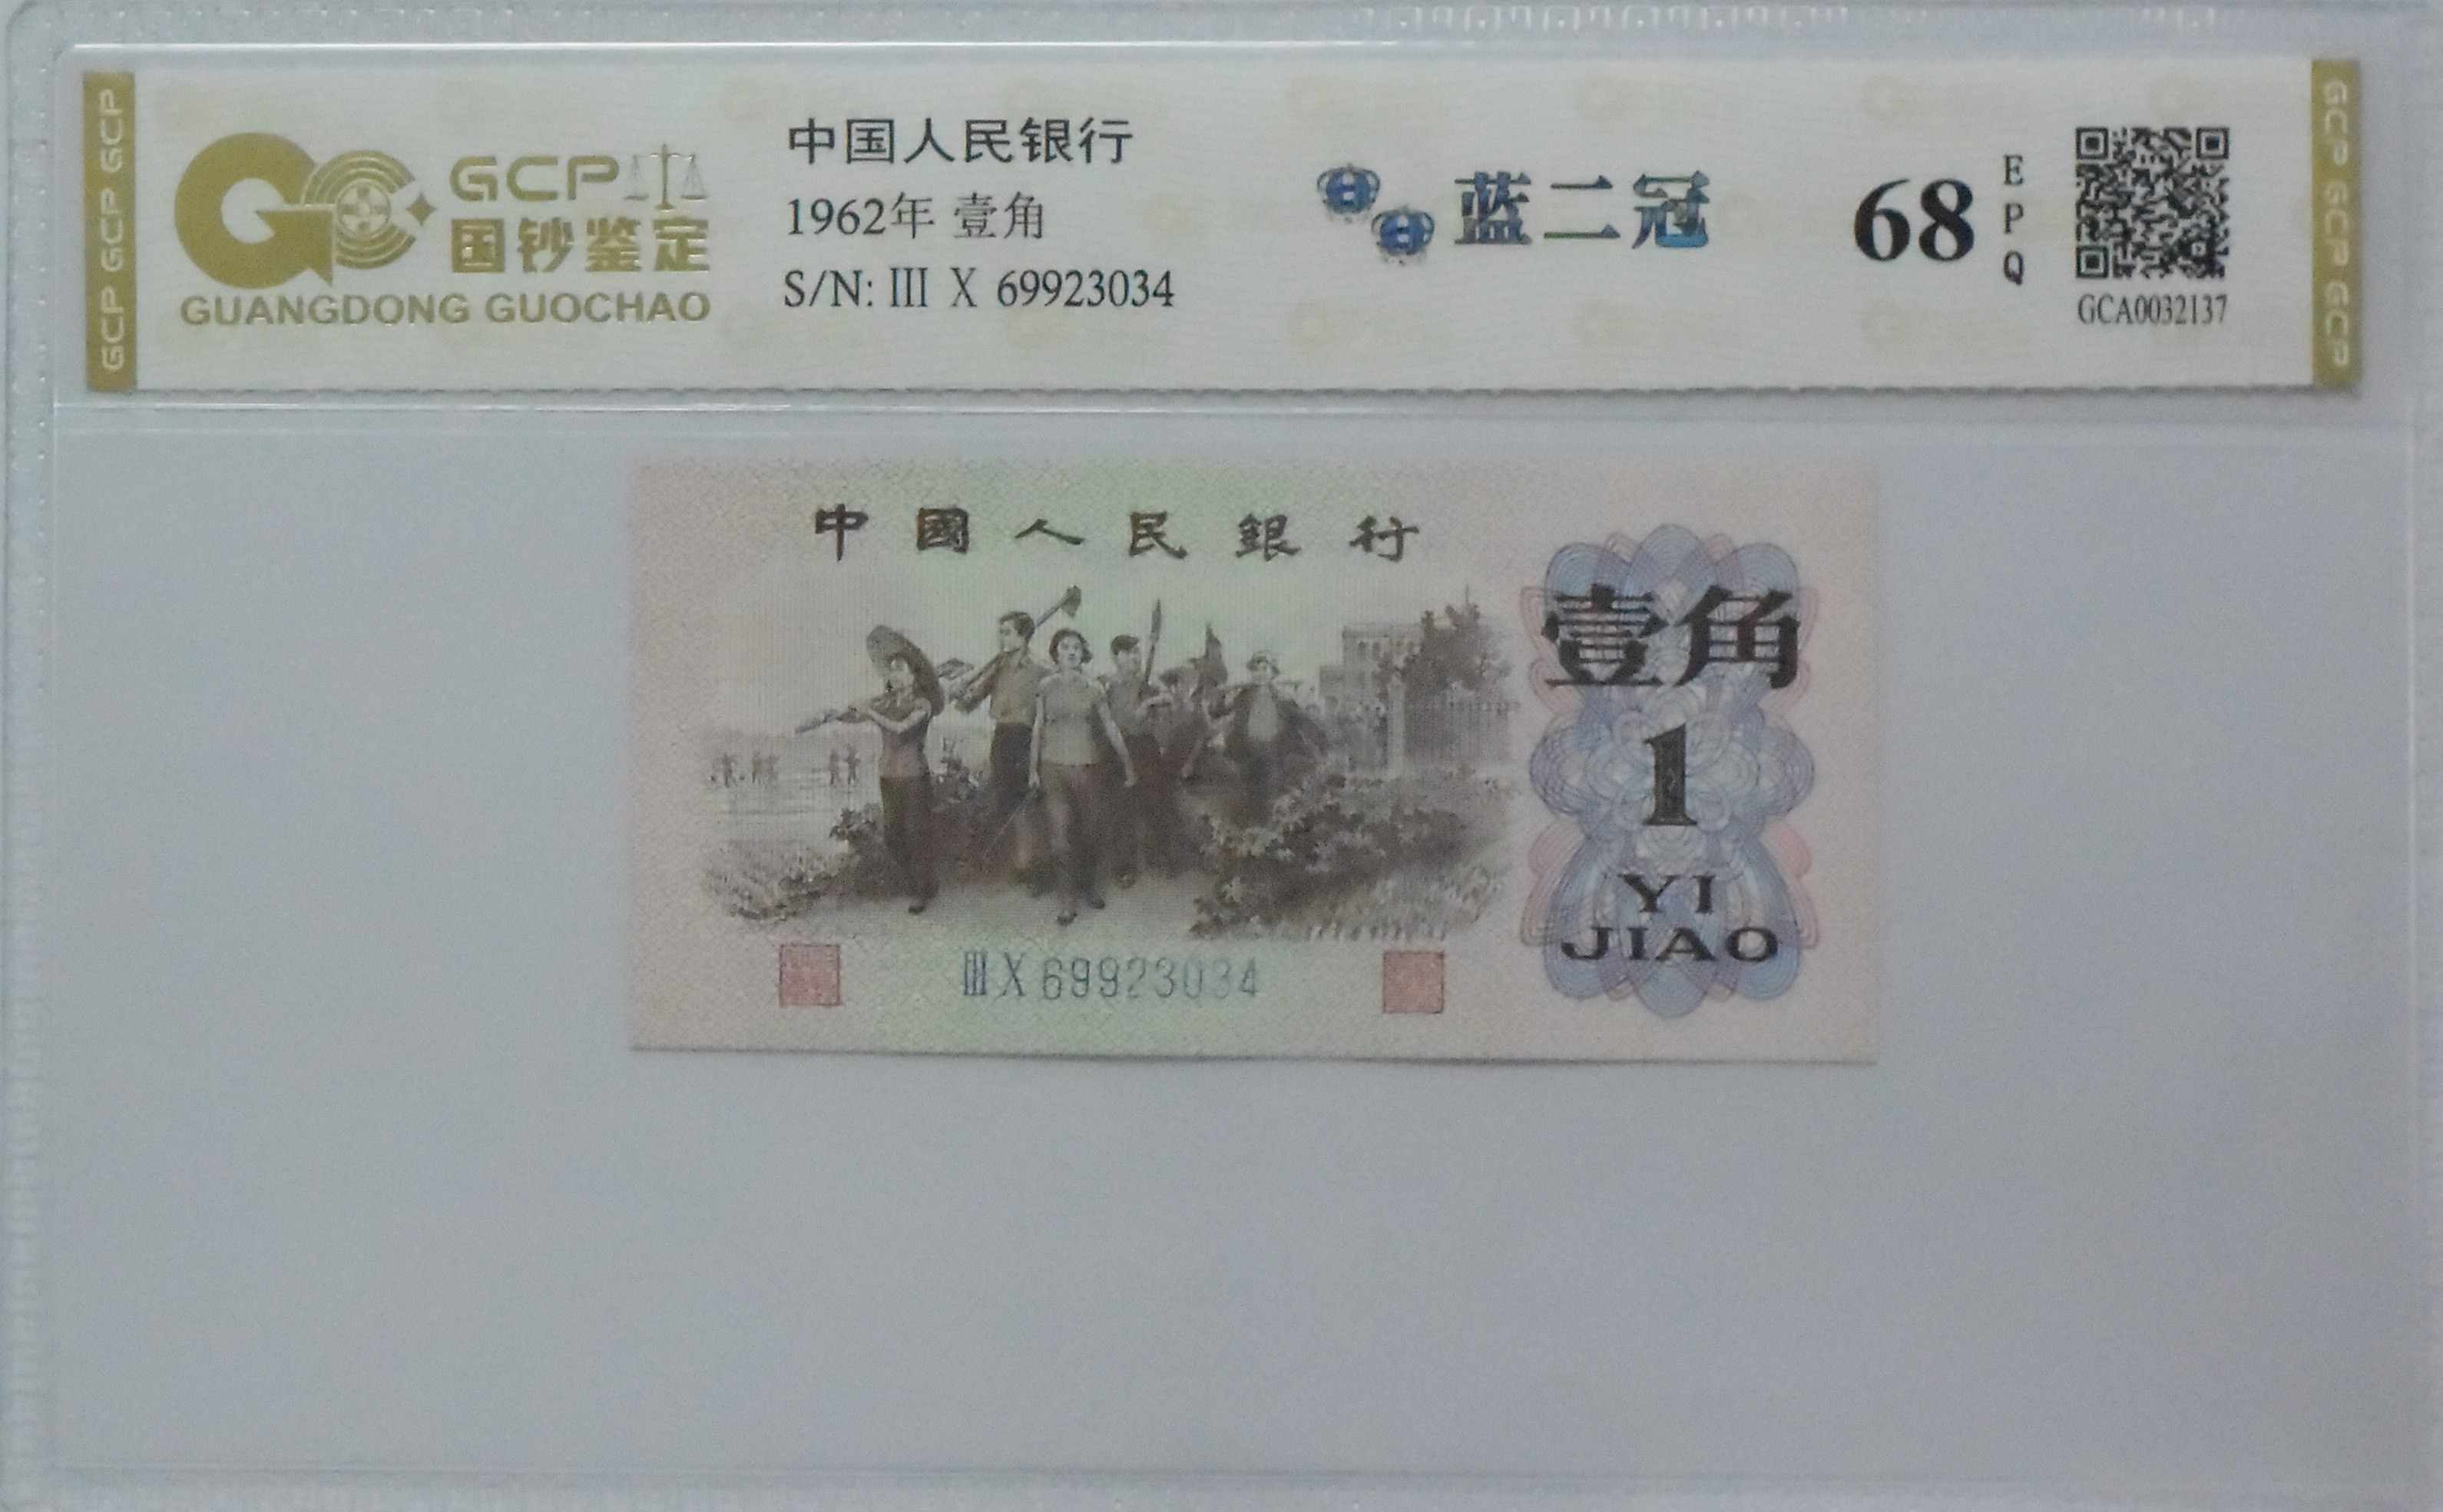 GCP GCP GCP
GCP
国钞鉴定
GUANGDONG GUOCHAO
中国人民银行
1962年 壹角
S/N: III X 69923034
蓝二冠
68
E
P
Q
GCA0032137
GCP GCP GCP
中國人民銀行
壹角
1
YI
JIAO
III X 69923034